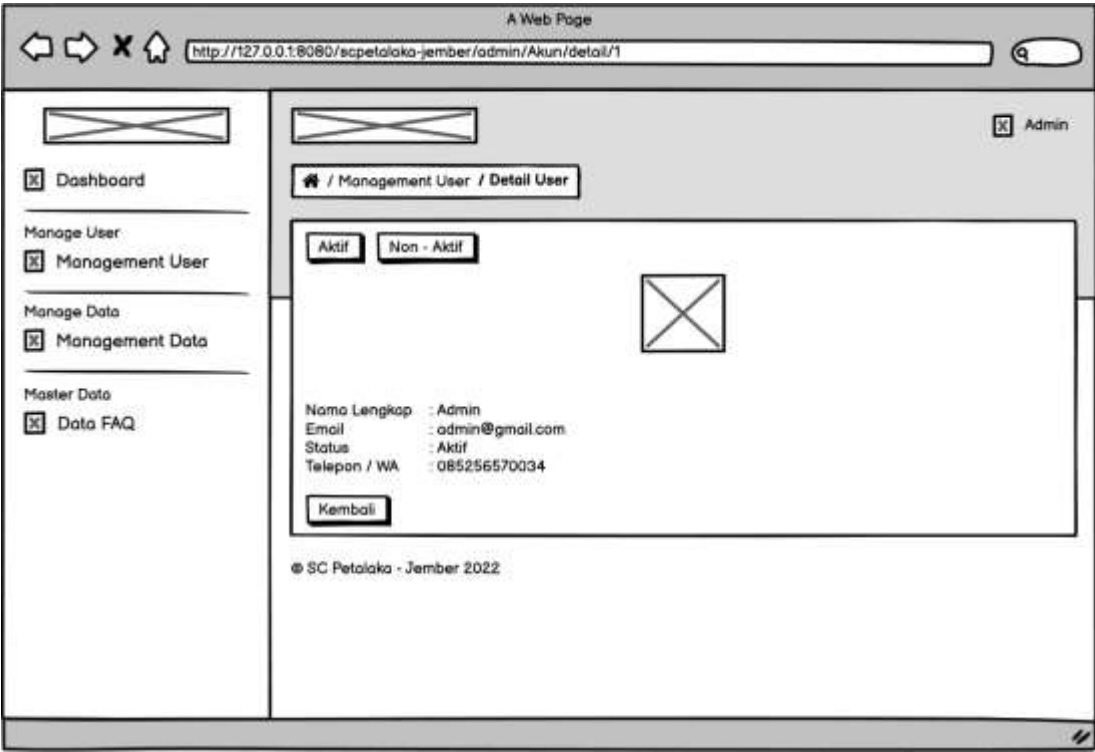 A Web Page
http://127.0.0.1:8080/scpetalaka-jember/admin/Akun/detail/1
Admin
Dashboard
/ Management User / Detail User
Manage User
Management User
Aktif Non - Aktif
Manage Data
Management Data
Master Data
Data FAQ
Nama Lengkap : Admin
Email : admin@gmail.com
Status : Aktif
Telepon / WA : 085256570034
Kembali
© SC Petalaka - Jember 2022